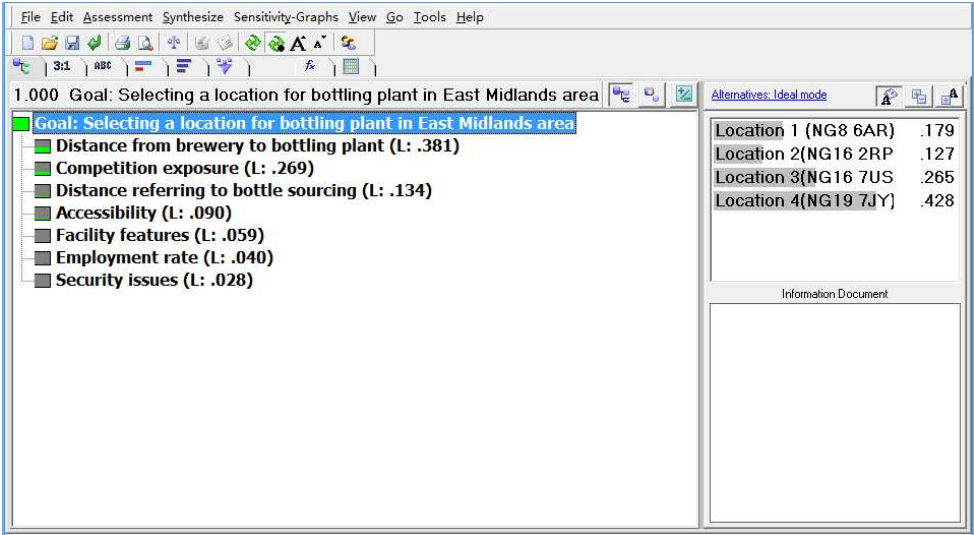 File Edit Assessment Synthesize Sensitivity-Graphs View Go Tools Help
3:1 ABC fx
1.000 Goal: Selecting a location for bottling plant in East Midlands area
Goal: Selecting a location for bottling plant in East Midlands area
Distance from brewery to bottling plant (L: .381)
Competition exposure (L: .269)
Distance referring to bottle sourcing (L: .134)
Accessibility (L: .090)
Facility features (L: .059)
Employment rate (L: .040)
Security issues (L: .028)
Alternatives: Ideal mode
Location 1 (NG8 6AR) .179
Location 2(NG16 2RP .127
Location 3(NG16 7US .265
Location 4(NG19 7JY) .428
Information Document